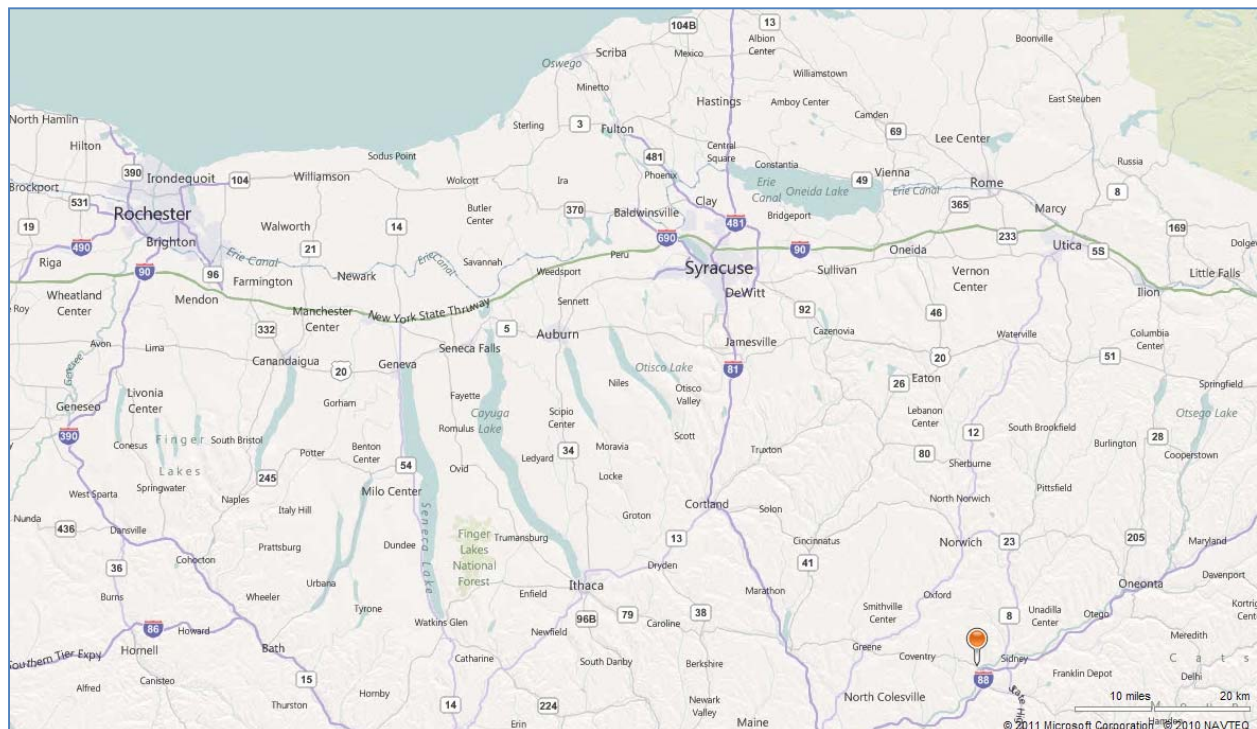 104B
13
Albion
Center
Boonville
Scriba
Mexico
Oswego
Williamstown
Minetto
Hastings
Amboy Center
East Steuben
North Hamlin
Sterling
3
Fulton
Camden
Hilton
69
Lee Center
Central
Square
Sodus Point
481
Constantia
Russia
390
Irondequoit
104
Williamson
Wolcott
Ira
Phoenix
Erie
Canal
Oneida Lake
49
Vienna
Erie Canal
Rome
8
Brockport
531
Clay
365
Rochester
Butler
Center
370
Baldwinsville
Bridgeport
Marcy
19
Walworth
14
481
169
490
Brighton
21
690
233
Utica
5S
Dolge
Riga
Erie Canal
Erie Canal
Savannah
Peru
90
Oneida
90
96
Newark
Weedsport
Syracuse
Sullivan
Vernon
Center
Little Falls
Farmington
Wheatland
Center
Mendon
DeWitt
Ilion
Le Roy
New York State Thruway
Sennett
92
46
Manchester
Center
332
5
Auburn
Cazenovia
Waterville
Columbia
Center
Avon
Lima
Seneca Falls
Jamesville
Genesee
Canandaigua
20
Geneva
Otisco Lake
81
20
51
26
Eaton
Niles
Otisco
Valley
Springfield
Livonia
Center
Fayette
Geneseo
Gorham
Cayuga
Lake
Scipio
Center
Lebanon
Center
Otsego Lake
390
Conesus
Finger
Lakes
South Bristol
Benton
Center
Romulus
Scott
12
South Brookfield
Burlington
28
Potter
34
Moravia
Truxton
80
Cooperstown
Ledyard
54
Ovid
Sherburne
245
Locke
West Sparta
Springwater
Naples
Milo Center
Pittsfield
North Norwich
Cortland
Nunda
436
Italy Hill
Seneca Lake
Groton
Solon
Dansville
Finger
Lakes
National
Forest
Trumansburg
13
205
Maryland
Prattsburg
Dundee
Cincinnatus
Norwich
23
Cohocton
41
36
Dryden
Davenport
Urbana
Ithaca
Oneonta
Burns
Wheeler
Enfield
Marathon
Oxford
Tyrone
Smithville
Center
8
Unadilla
Center
Otego
96B
79
Caroline
38
Watkins Glen
86
Howard
Newfield
Meredith
Southern Tier Expy
Hornell
Bath
Greene
Coventry
Sidney
Catharine
South Danby
Berkshire
88
Franklin Depot
Delhi
Alfred
Canisteo
15
Hornby
Newark
Valley
North Colesville
Thurston
14
224
10 miles
20 km
Erin
Maine
Hamden
© 2011 Microsoft Corporation © 2010 NAVTEQ